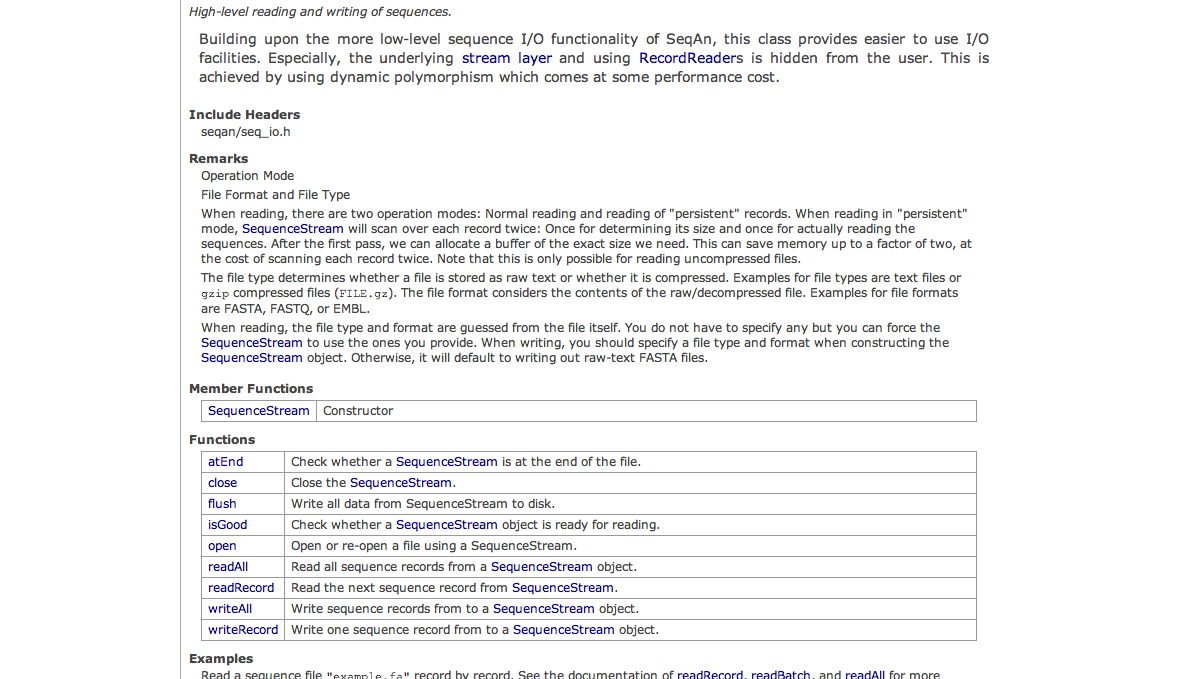 High-level reading and writing of sequences.
Building upon the more low-level sequence I/O functionality of SeqAn, this class provides easier to use I/O
facilities. Especially, the underlying stream layer and using RecordReaders is hidden from the user. This is
achieved by using dynamic polymorphism which comes at some performance cost.
Include Headers
seqan/seq_io.h
Remarks
Operation Mode
File Format and File Type
When reading, there are two operation modes: Normal reading and reading of "persistent" records. When reading in "persistent"
mode, SequenceStream will scan over each record twice: Once for determining its size and once for actually reading the
sequences. After the first pass, we can allocate a buffer of the exact size we need. This can save memory up to a factor of two, at
the cost of scanning each record twice. Note that this is only possible for reading uncompressed files.
The file type determines whether a file is stored as raw text or whether it is compressed. Examples for file types are text files or
gzip compressed files (FILE.gz). The file format considers the contents of the raw/decompressed file. Examples for file formats
are FASTA, FASTQ, or EMBL.
When reading, the file type and format are guessed from the file itself. You do not have to specify any but you can force the
SequenceStream to use the ones you provide. When writing, you should specify a file type and format when constructing the
SequenceStream object. Otherwise, it will default to writing out raw-text FASTA files.
Member Functions
SequenceStream Constructor
Functions
atEnd Check whether a SequenceStream is at the end of the file.
close Close the SequenceStream.
flush Write all data from SequenceStream to disk.
isGood Check whether a SequenceStream object is ready for reading.
open Open or re-open a file using a SequenceStream.
readAll Read all sequence records from a SequenceStream object.
readRecord Read the next sequence record from SequenceStream.
writeAll Write sequence records from to a SequenceStream object.
writeRecord Write one sequence record from to a SequenceStream object.
Examples
Read a sequence file "example.fa" record by record. See the documentation of readRecord, readBatch, and readAll for more